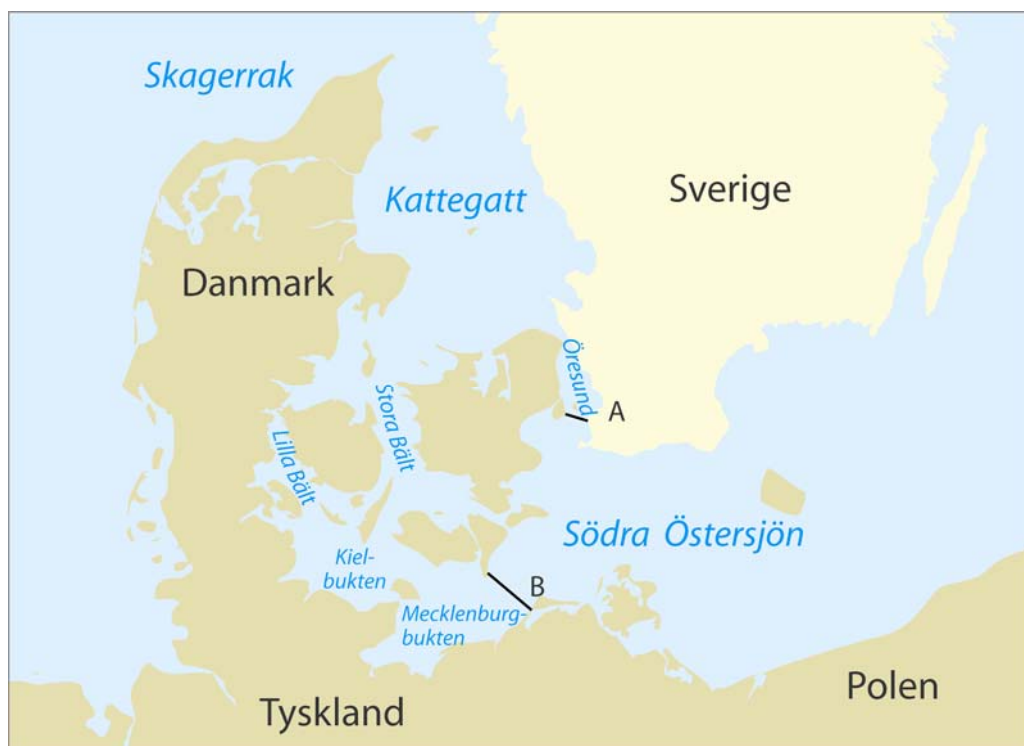 Skagerrak
Kattegatt
Sverige
Danmark
Öresund
A
Stora Bält
Lilla Bält
Södra Östersjön
Kiel-
bukten
B
Mecklenburg-
bukten
Polen
Tyskland